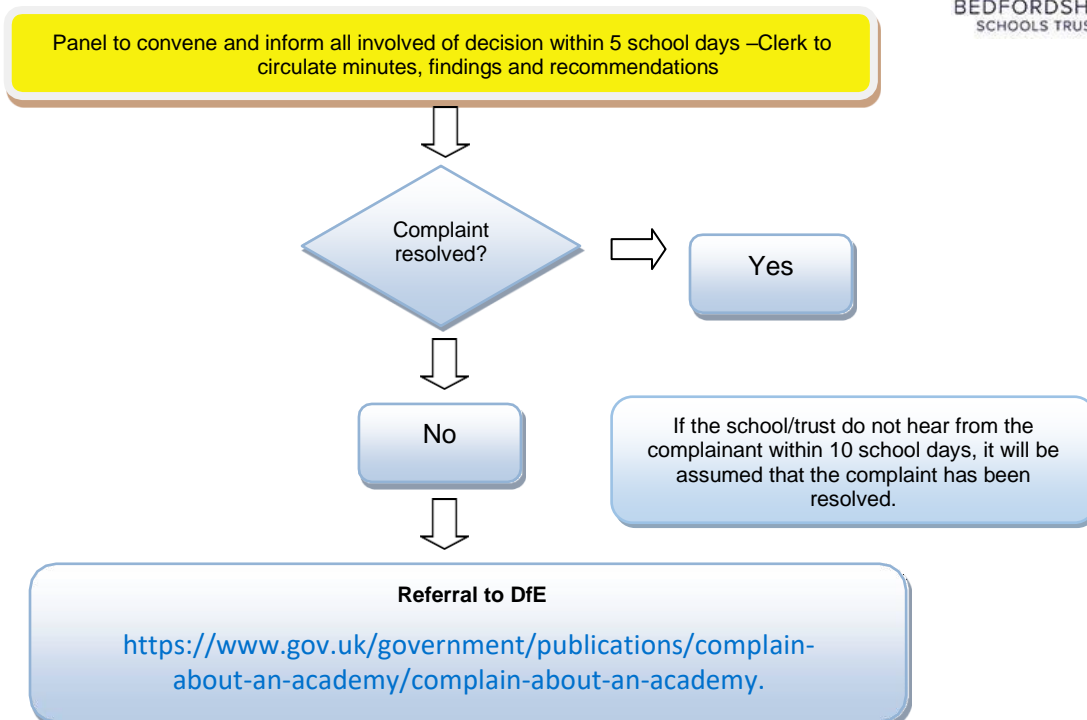 BEDFORDSH
SCHOOLS TRUS
Panel to convene and inform all involved of decision within 5 school days –Clerk to
circulate minutes, findings and recommendations
Complaint
resolved?
Yes
No
If the school/trust do not hear from the
complainant within 10 school days, it will be
assumed that the complaint has been
resolved.
Referral to DfE
https://www.gov.uk/government/publications/complain-
about-an-academy/complain-about-an-academy.